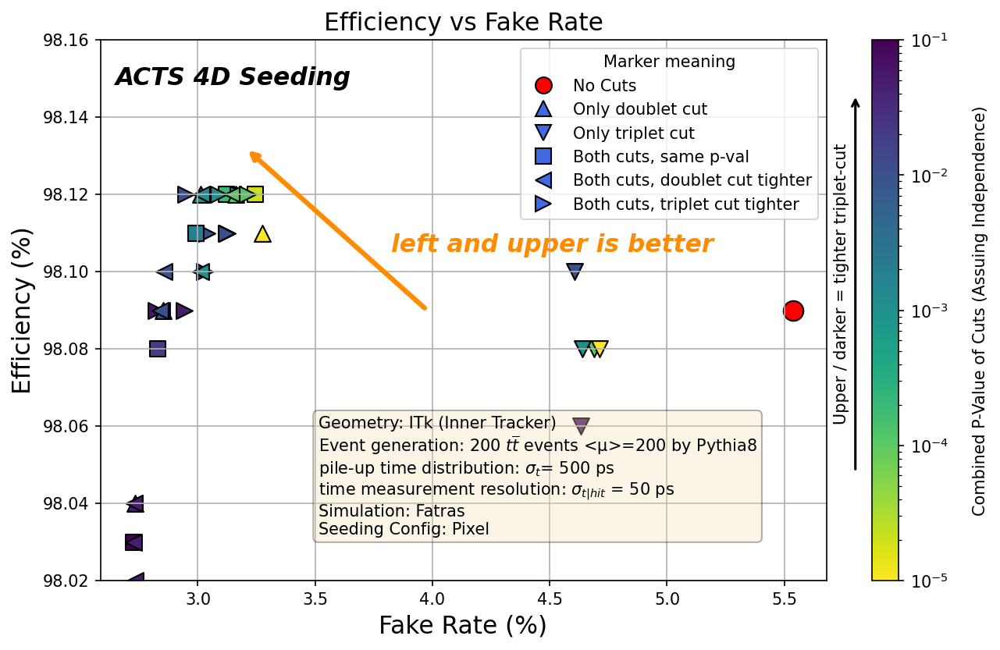 Efficiency vs Fake Rate
ACTS 4D Seeding
Marker meaning
No Cuts
Only doublet cut
Only triplet cut
Both cuts, same p-val
Both cuts, doublet cut tighter
Both cuts, triplet cut tighter
left and upper is better
Geometry: ITk (Inner Tracker)
Event generation: 200 tt̅ events <μ>=200 by Pythia8
pile-up time distribution: σ_t= 500 ps
time measurement resolution: σ_{t|hit} = 50 ps
Simulation: Fatras
Seeding Config: Pixel
98.16
98.14
98.12
98.10
98.08
98.06
98.04
98.02
Efficiency (%)
3.0 3.5 4.0 4.5 5.0 5.5
Fake Rate (%)
Upper / darker = tighter triplet-cut
10⁻¹
10⁻²
10⁻³
10⁻⁴
10⁻⁵
Combined P-Value of Cuts (Assuing Independence)